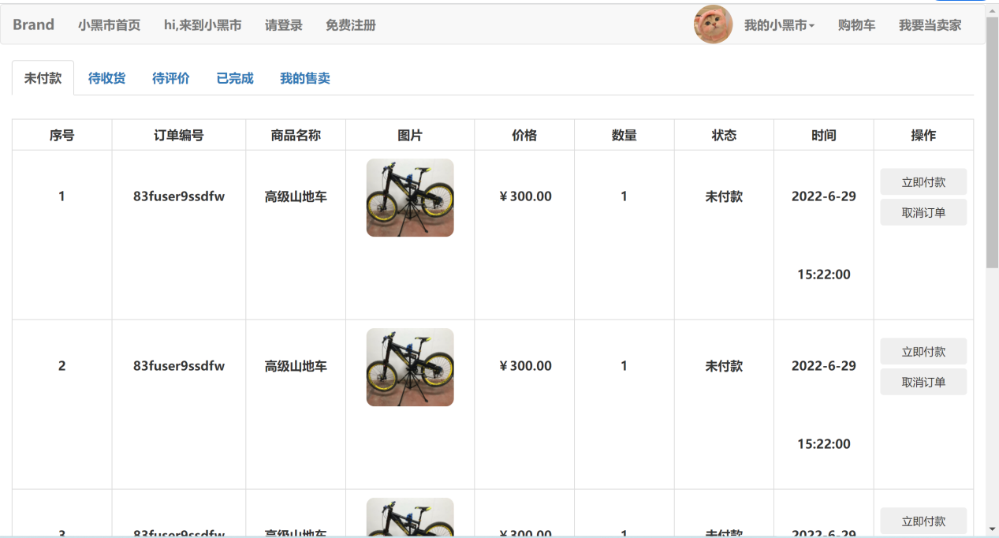 Brand 小黑市首页 hi,来到小黑市 请登录 免费注册 我的小黑市 购物车 我要当卖家
未付款 待收货 待评价 已完成 我的售卖
序号 订单编号 商品名称 图片 价格 数量 状态 时间 操作
1 83fuser9ssdfw 高级山地车 ¥300.00 1 未付款 2022-6-29 立即付款
取消订单
15:22:00
2 83fuser9ssdfw 高级山地车 ¥300.00 1 未付款 2022-6-29 立即付款
取消订单
15:22:00
3 83fuser9ssdfw 高级山地车 ¥300.00 1 未付款 2022-6-29 立即付款